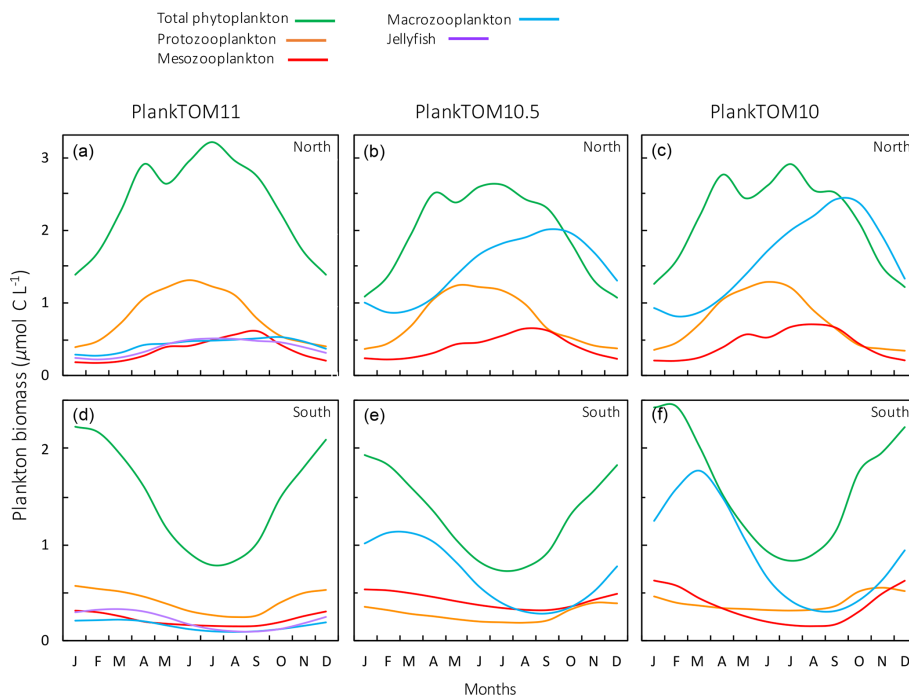 Total phytoplankton
Macrozooplankton
Protozooplankton
Jellyfish
Mesozooplankton
PlankTOM11
PlankTOM10.5
PlankTOM10
(a)
North
(b)
North
(c)
North
3
2
1
0
Plankton biomass (µmol C L⁻¹)
(d)
South
(e)
South
(f)
South
2
1
0
J F M A M J J A S O N D
J F M A M J J A S O N D
J F M A M J J A S O N D
Months